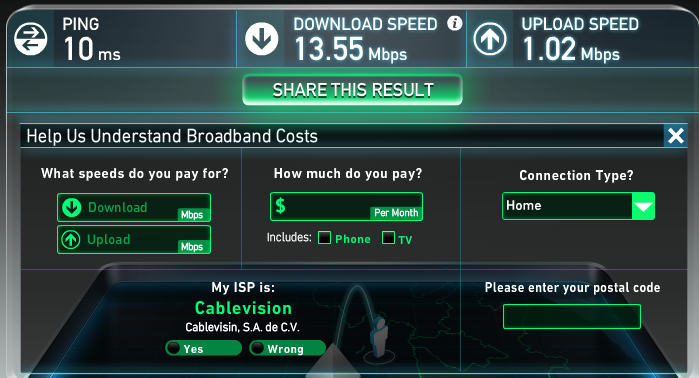 PING
10 ms
DOWNLOAD SPEED
13.55 Mbps
UPLOAD SPEED
1.02 Mbps
SHARE THIS RESULT
Help Us Understand Broadband Costs
What speeds do you pay for?
Download Mbps
Upload Mbps
How much do you pay?
$ Per Month
Includes: Phone TV
Connection Type?
Home
My ISP is:
Cablevision
Cablevisin, S.A. de C.V.
Yes Wrong
Please enter your postal code